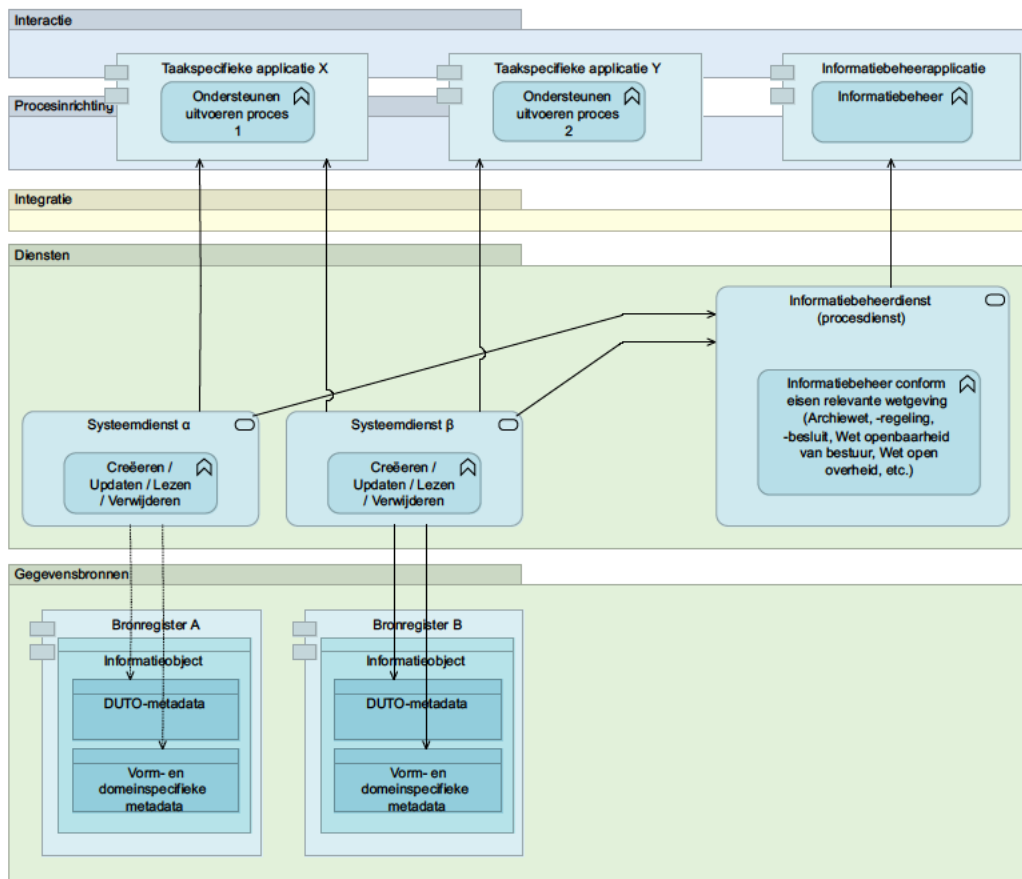 Interactie
Taakspecifieke applicatie X
Ondersteunen
uitvoeren proces
1
Taakspecifieke applicatie Y
Ondersteunen
uitvoeren proces
2
Informatiebeheerapplicatie
Informatiebeheer
Procesinrichting
Integratie
Diensten
Informatiebeheerdienst
(procesdienst)
Informatiebeheer conform
eisen relevante wetgeving
(Archiewet, -regeling,
-besluit, Wet openbaarheid
van bestuur, Wet open
overheid, etc.)
Systeemdienst α
Creëeren /
Updaten / Lezen
/ Verwijderen
Systeemdienst β
Creëeren /
Updaten / Lezen
/ Verwijderen
Gegevensbronnen
Bronregister A
Informatieobject
DUTO-metadata
Vorm- en
domeinspecifieke
metadata
Bronregister B
Informatieobject
DUTO-metadata
Vorm- en
domeinspecifieke
metadata